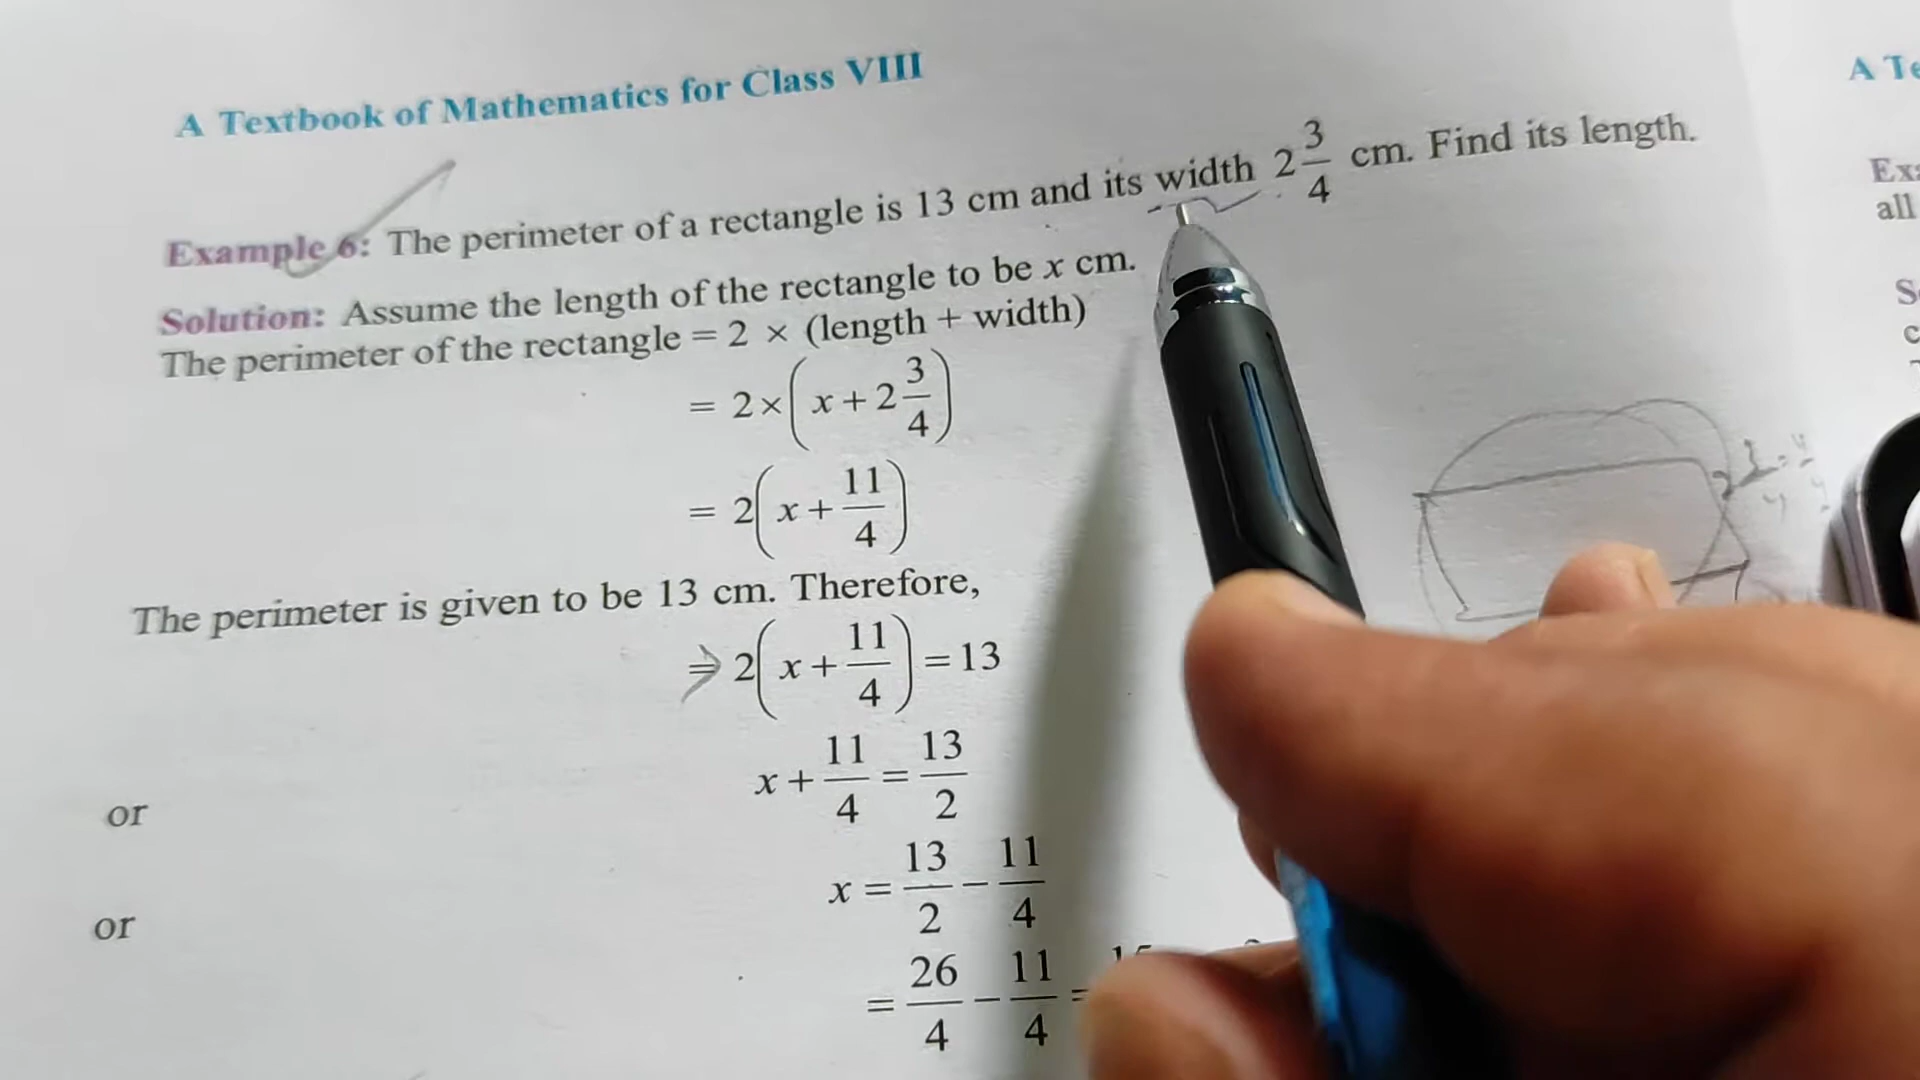 A Textbook of Mathematics for Class VIII
Example 6: The perimeter of a rectangle is 13 cm and its width 2 3/4 cm. Find its length.
Solution: Assume the length of the rectangle to be x cm.
The perimeter of the rectangle = 2 × (length + width)
= 2×(x+2 3/4)
= 2(x+11/4)
The perimeter is given to be 13 cm. Therefore,
⇒ 2(x+11/4)=13
or x+11/4=13/2
or x=13/2−11/4
=26/4−11/4=
A Te
all